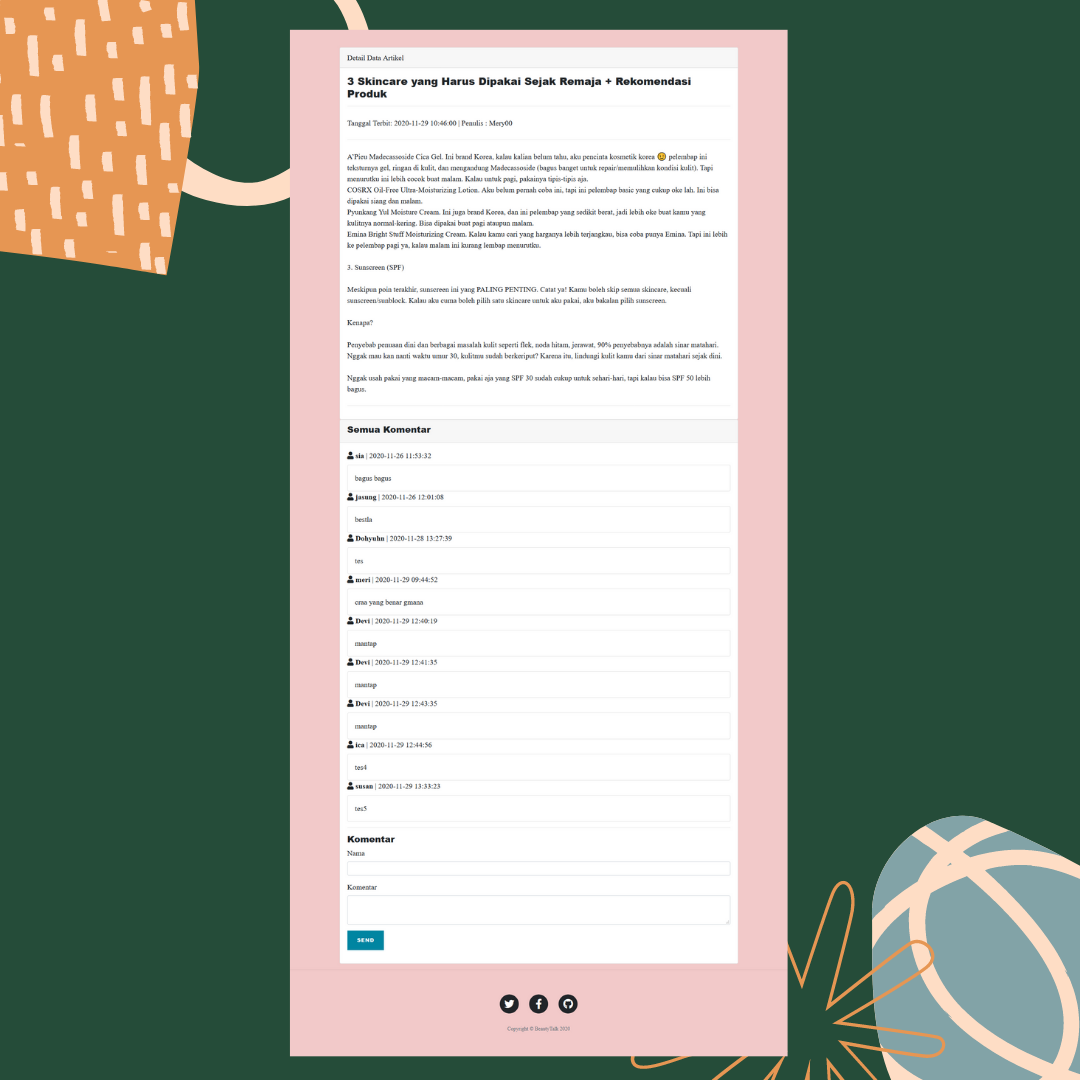 Detail Data Artikel
3 Skincare yang Harus Dipakai Sejak Remaja + Rekomendasi
Produk
Tanggal Terbit: 2020-11-29 10:46:00 | Penulis : Mery00
A'Pieu Madecassoside Cica Gel. Ini brand Korea, kalau kalian belum tahu, aku pencinta kosmetik korea 😉 pelembap ini
teksturnya gel, ringan di kulit, dan mengandung Madecassoside (bagus banget untuk repair/memulihkan kondisi kulit). Tapi
menurutku ini lebih cocok buat malam. Kalau untuk pagi, pakainya tipis-tipis aja.
COSRX Oil-Free Ultra-Moisturizing Lotion. Aku belum pernah coba ini, tapi ini pelembap basic yang cukup oke lah. Ini bisa
dipakai siang dan malam.
Pyunkang Yul Moisture Cream. Ini juga brand Korea, dan ini pelembap yang sedikit berat, jadi lebih oke buat kamu yang
kulitnya normal-kering. Bisa dipakai buat pagi ataupun malam.
Emina Bright Stuff Moisturizing Cream. Kalau kamu cari yang harganya lebih terjangkau, bisa coba punya Emina. Tapi ini lebih
ke pelembap pagi ya, kalau malam ini kurang lembap menurutku.
3. Sunscreen (SPF)
Meskipun poin terakhir, sunscreen ini yang PALING PENTING. Catat ya! Kamu boleh skip semua skincare, kecuali
sunscreen/sunblock. Kalau aku cuma boleh pilih satu skincare untuk aku pakai, aku bakalan pilih sunscreen.
Kenapa?
Penyebab penuaan dini dan berbagai masalah kulit seperti flek, noda hitam, jerawat, 90% penyebabnya adalah sinar matahari.
Nggak mau kan nanti waktu umur 30, kulitmu sudah berkeriput? Karena itu, lindungi kulit kamu dari sinar matahari sejak dini.
Nggak usah pakai yang macam-macam, pakai aja yang SPF 30 sudah cukup untuk sehari-hari, tapi kalau bisa SPF 50 lebih
bagus.
Semua Komentar
sia | 2020-11-26 11:53:32
bagus bagus
jasung | 2020-11-26 12:01:08
bestla
Dohyuhn | 2020-11-28 13:27:39
tes
meri | 2020-11-29 09:44:52
cma yang benar gmana
Devi | 2020-11-29 12:40:19
mantap
Devi | 2020-11-29 12:41:35
mantap
Devi | 2020-11-29 12:43:35
mantap
ica | 2020-11-29 12:44:56
tes4
susan | 2020-11-29 13:33:23
tes5
Komentar
Nama
Komentar
SEND
Copyright © BeautyTalk 2020